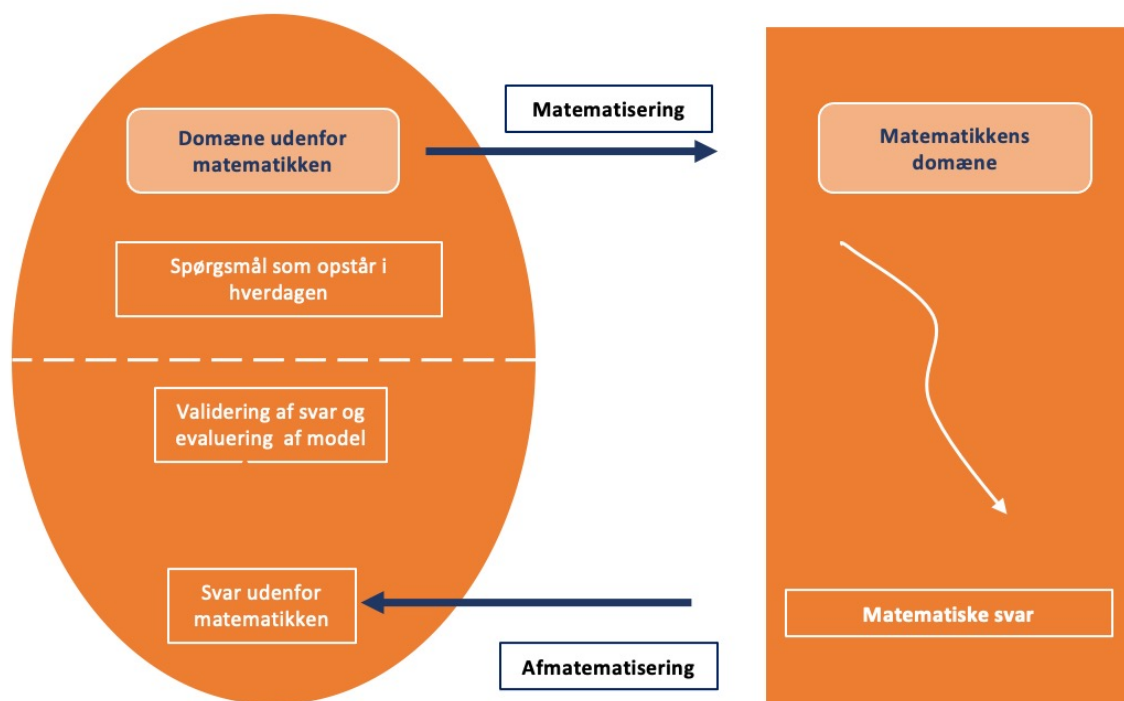 Domæne udenfor
matematikken
Spørgsmål som opstår i
hverdagen
Validering af svar og
evaluering af model
Svar udenfor
matematikken
Matematisering
Afmatematisering
Matematikkens
domæne
Matematiske svar